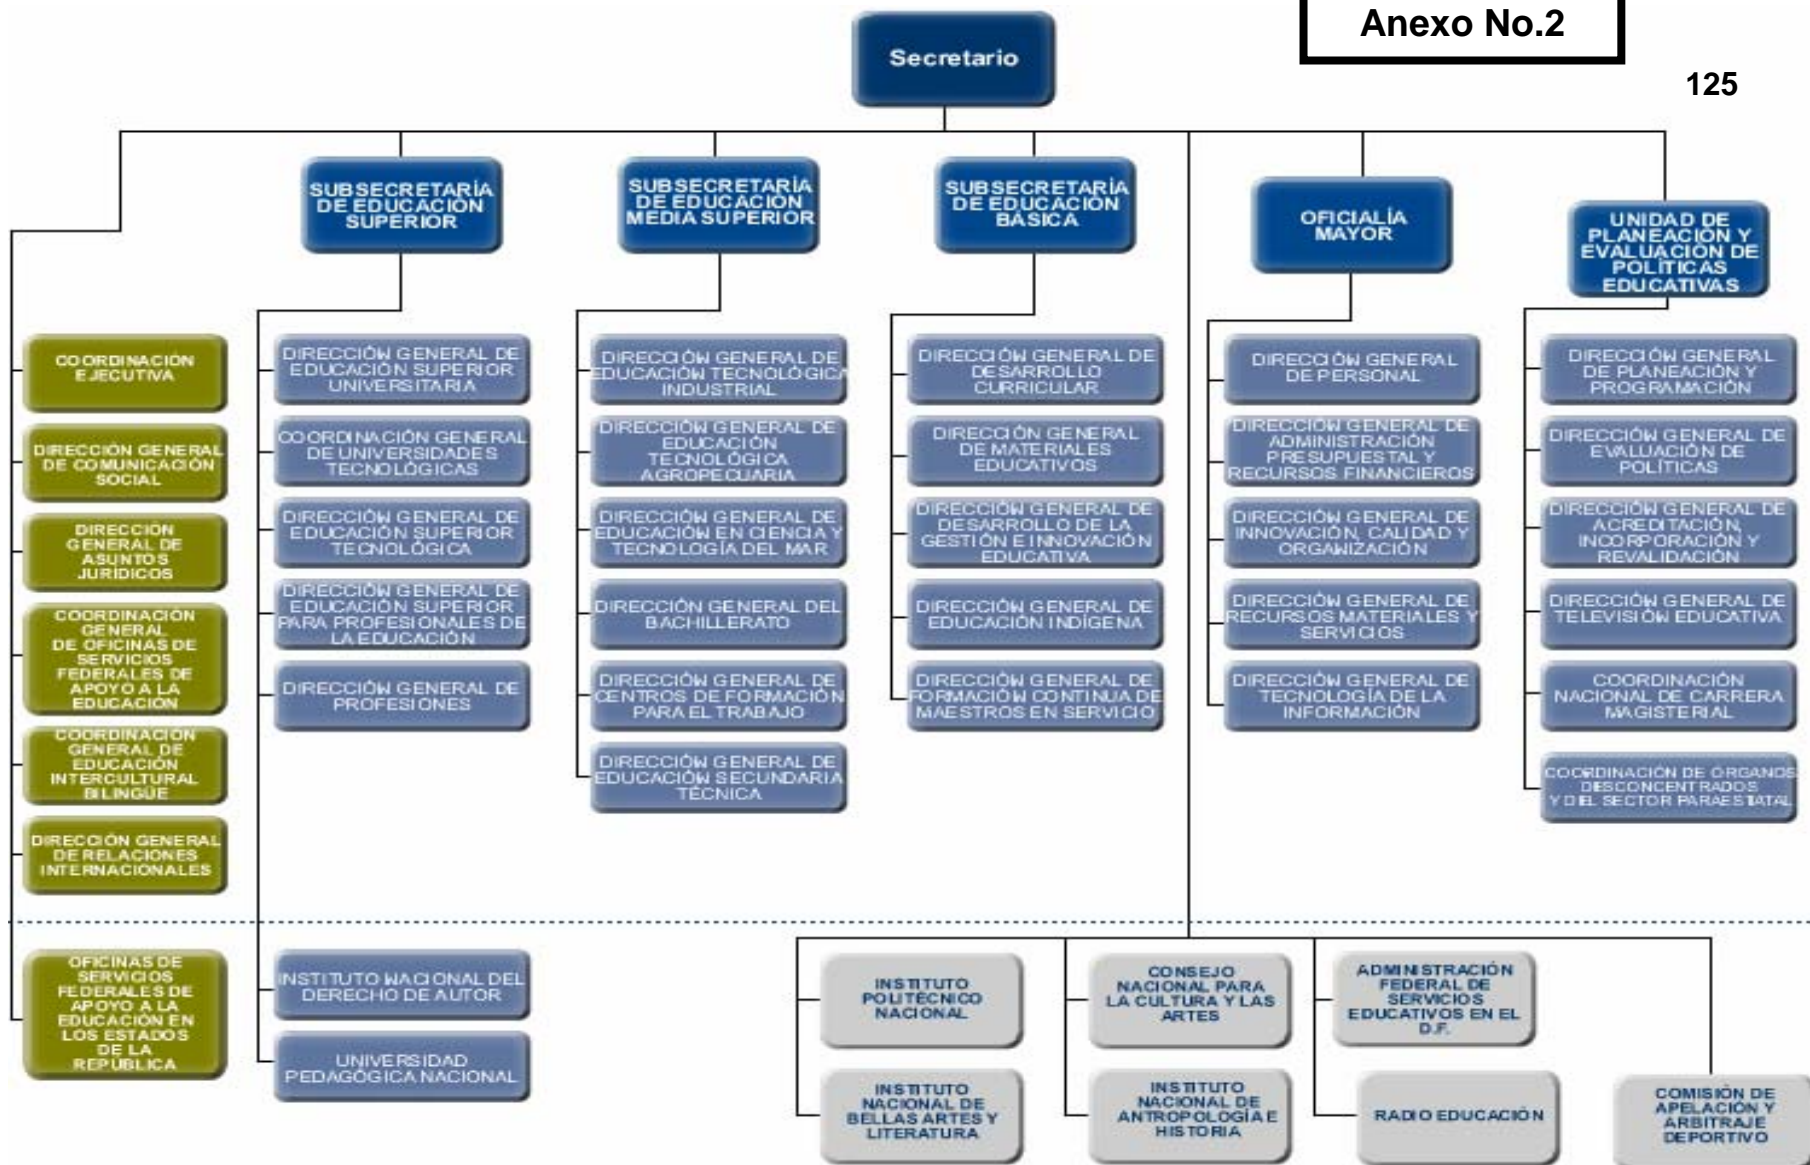 Anexo No.2
125
Secretario
SUBSECRETARÍA
DE EDUCACIÓN
SUPERIOR
SUBSECRETARÍA
DE EDUCACIÓN
MEDIA SUPERIOR
SUBSECRETARÍA
DE EDUCACIÓN
BÁSICA
OFICIALÍA
MAYOR
UNIDAD DE
PLANEACIÓN Y
EVALUACIÓN DE
POLÍTICAS
EDUCATIVAS
COORDINACIÓN
EJECUTIVA
DIRECCIÓN GENERAL
DE COMUNICACIÓN
SOCIAL
DIRECCIÓN
GENERAL DE
ASUNTOS
JURÍDICOS
COORDINACIÓN
GENERAL
DE OFICINAS DE
SERVICIOS
FEDERALES DE
APOYO A LA
EDUCACIÓN
COORDINACIÓN
GENERAL DE
EDUCACIÓN
INTERCULTURAL
BILINGÜE
DIRECCIÓN GENERAL
DE RELACIONES
INTERNACIONALES
OFICINAS DE
SERVICIOS
FEDERALES DE
APOYO A LA
EDUCACIÓN EN
LOS ESTADOS
DE LA
REPÚBLICA
DIRECCIÓN GENERAL DE
EDUCACIÓN SUPERIOR
UNIVERSITARIA
COORDINACIÓN GENERAL
DE UNIVERSIDADES
TECNOLÓGICAS
DIRECCIÓN GENERAL DE
EDUCACIÓN SUPERIOR
TECNOLÓGICA
DIRECCIÓN GENERAL DE
EDUCACIÓN SUPERIOR
PARA PROFESIONALES DE
LA EDUCACIÓN
DIRECCIÓN GENERAL DE
PROFESIONES
INSTITUTO NACIONAL DEL
DERECHO DE AUTOR
UNIVERSIDAD
PEDAGÓGICA NACIONAL
DIRECCIÓN GENERAL DE
EDUCACIÓN TECNOLÓGICA
INDUSTRIAL
DIRECCIÓN GENERAL DE
EDUCACIÓN
TECNOLÓGICA
AGROPECUARIA
DIRECCIÓN GENERAL DE
EDUCACIÓN EN CIENCIA Y
TECNOLOGÍA DEL MAR
DIRECCIÓN GENERAL DEL
BACHILLERATO
DIRECCIÓN GENERAL DE
CENTROS DE FORMACIÓN
PARA EL TRABAJO
DIRECCIÓN GENERAL DE
EDUCACIÓN SECUNDARIA
TÉCNICA
DIRECCIÓN GENERAL DE
DESARROLLO
CURRICULAR
DIRECCIÓN GENERAL
DE MATERIALES
EDUCATIVOS
DIRECCIÓN GENERAL DE
DESARROLLO DE LA
GESTIÓN E INNOVACIÓN
EDUCATIVA
DIRECCIÓN GENERAL DE
EDUCACIÓN INDÍGENA
DIRECCIÓN GENERAL DE
FORMACIÓN CONTINUA DE
MAESTROS EN SERVICIO
DIRECCIÓN GENERAL
DE PERSONAL
DIRECCIÓN GENERAL DE
ADMINISTRACIÓN
PRESUPUESTAL Y
RECURSOS FINANCIEROS
DIRECCIÓN GENERAL DE
INNOVACIÓN, CALIDAD Y
ORGANIZACIÓN
DIRECCIÓN GENERAL DE
RECURSOS MATERIALES Y
SERVICIOS
DIRECCIÓN GENERAL DE
TECNOLOGÍA DE LA
INFORMACIÓN
DIRECCIÓN GENERAL
DE PLANEACIÓN Y
PROGRAMACIÓN
DIRECCIÓN GENERAL DE
EVALUACIÓN DE
POLÍTICAS
DIRECCIÓN GENERAL DE
ACREDITACIÓN,
INCORPORACIÓN Y
REVALIDACIÓN
DIRECCIÓN GENERAL DE
TELEVISIÓN EDUCATIVA
COORDINACIÓN
NACIONAL DE CARRERA
MAGISTERIAL
COORDINACIÓN DE ÓRGANOS
DESCONCENTRADOS
Y DEL SECTOR PARAESTATAL
INSTITUTO
POLITÉCNICO
NACIONAL
CONSEJO
NACIONAL PARA
LA CULTURA Y LAS
ARTES
ADMINISTRACIÓN
FEDERAL DE
SERVICIOS
EDUCATIVOS EN EL
D.F.
INSTITUTO
NACIONAL DE
BELLAS ARTES Y
LITERATURA
INSTITUTO
NACIONAL DE
ANTROPOLOGÍA E
HISTORIA
RADIO EDUCACIÓN
COMISIÓN DE
APELACIÓN Y
ARBITRAJE
DEPORTIVO